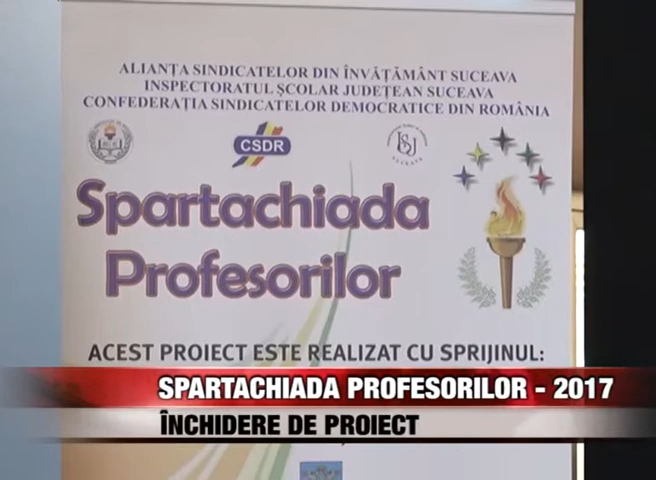 ALIANȚA SINDICATELOR DIN ÎNVĂȚĂMÂNT SUCEAVA
INSPECTORATUL ȘCOLAR JUDEȚEAN SUCEAVA
CONFEDERAȚIA SINDICATELOR DEMOCRATICE DIN ROMÂNIA
CSDR
ISJ
SUCEAVA
Spartachiada
Profesorilor
ACEST PROIECT ESTE REALIZAT CU SPRIJINUL:
SPARTACHIADA PROFESORILOR - 2017
ÎNCHIDERE DE PROIECT